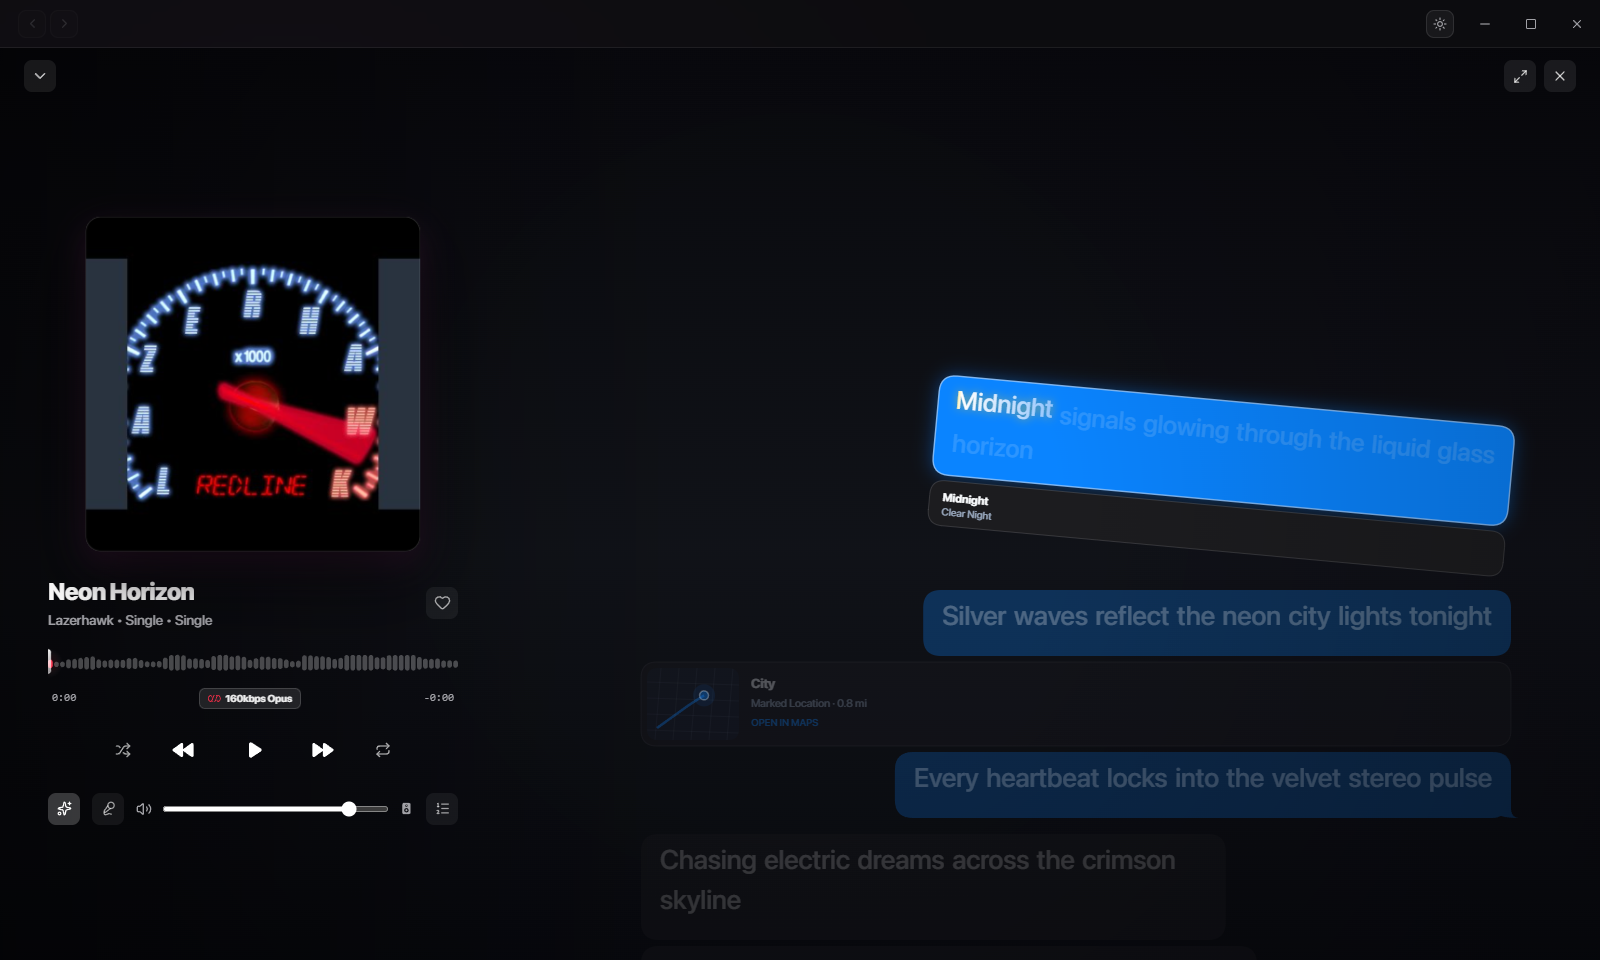 Z E R H A
x1000
L A W K
REDLINE
Neon Horizon
Lazerhawk • Single • Single
0:00
160kbps Opus
-0:00
Midnight signals glowing through the liquid glass
horizon
Midnight
Clear Night
Silver waves reflect the neon city lights tonight
City
Marked Location · 0.8 mi
OPEN IN MAPS
Every heartbeat locks into the velvet stereo pulse
Chasing electric dreams across the crimson
skyline